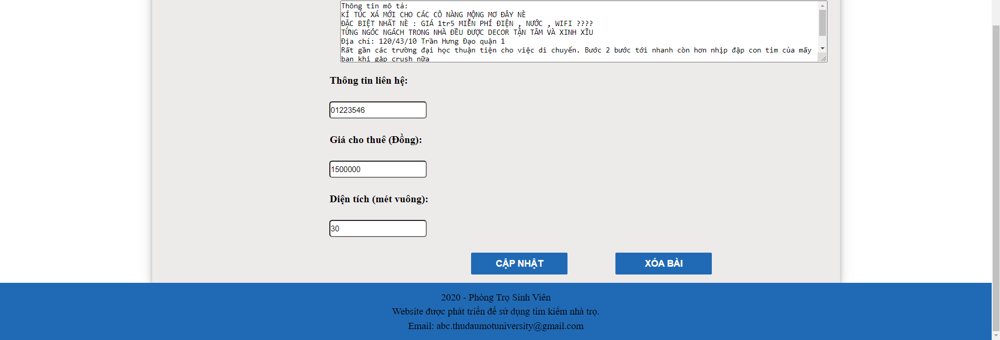 Thông tin mô tả:
KÍ TÚC XÁ MỚI CHO CÁC CÔ NÀNG MỘNG MƠ ĐÂY NÈ
ĐẶC BIỆT NHẤT NÈ : GIÁ 1tr5 MIỄN PHÍ ĐIỆN , NƯỚC , WIFI ????
TỪNG NGÓC NGÁCH TRONG NHÀ ĐỀU ĐƯỢC DECOR TẬN TÂM VÀ XINH XĨU
Địa chỉ: 120/43/10 Trần Hưng Đạo quận 1
Rất gần các trường đại học thuận tiện cho việc di chuyển. Bước 2 bước tới nhanh còn hơn nhịp đập con tim của mấy
bạn khi gặp crush nữa
Thông tin liên hệ:
01223546
Giá cho thuê (Đồng):
1500000
Diện tích (mét vuông):
30
CẬP NHẬT XÓA BÀI
2020 - Phòng Trọ Sinh Viên
Website được phát triển để sử dụng tìm kiếm nhà trọ.
Email: abc.thudaumotuniversity@gmail.com